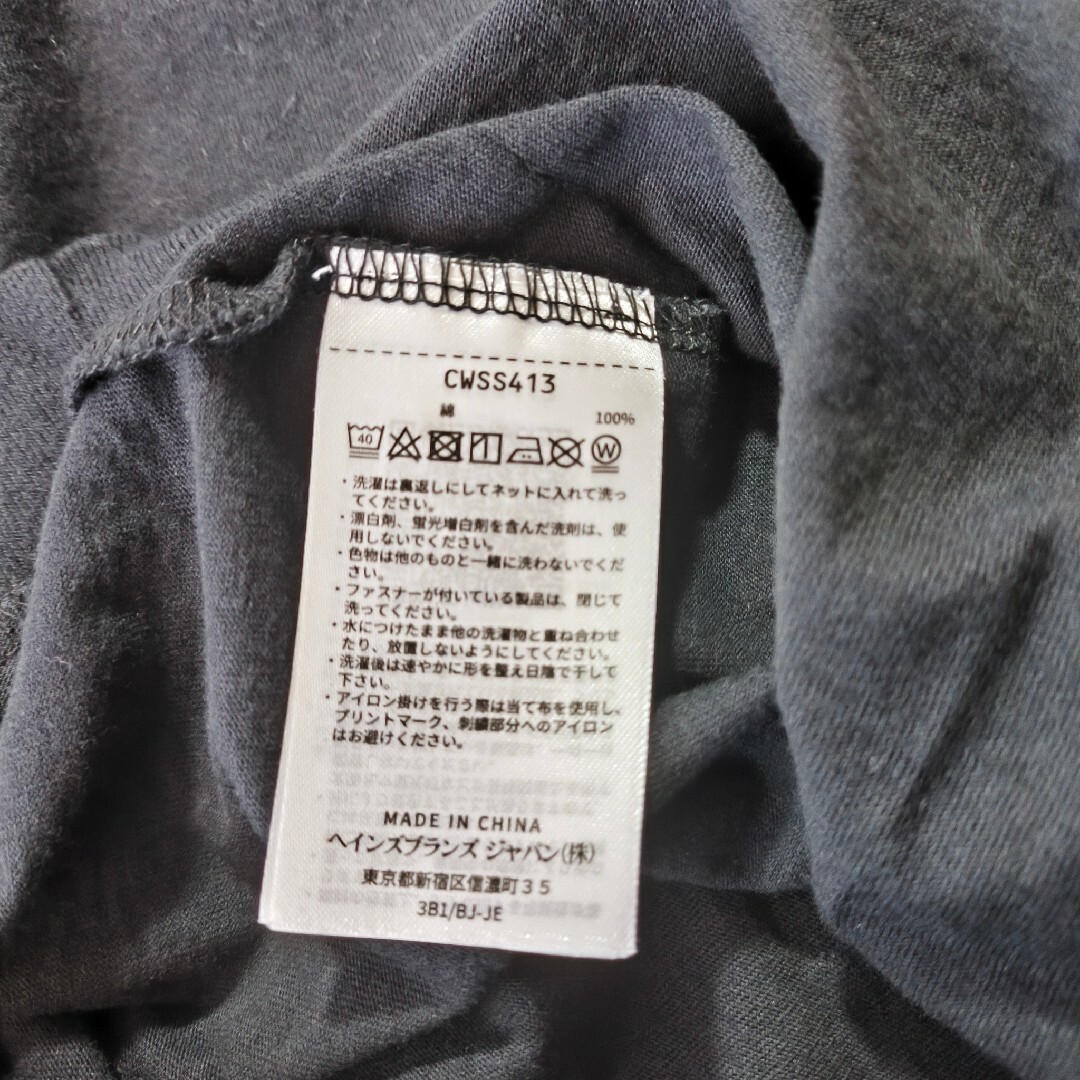 CWSS413
綿 100%
40 W
・洗濯は裏返しにしてネットに入れて洗っ
てください。
・漂白剤、蛍光増白剤を含んだ洗剤は、使
用しないでください。
・色物は他のものと一緒に洗わないでくだ
さい。
・ファスナーが付いている製品は、閉じて
洗ってください。
・水につけたまま他の洗濯物と重ね合わせ
たり、放置しないようにしてください。
・洗濯後は速やかに形を整え日陰で干して
下さい。
・アイロン掛けを行う際は当て布を使用し、
プリントマーク、刺繍部分へのアイロン
はお避けください。
MADE IN CHINA
ヘインズブランズ ジャパン(株)
東京都新宿区信濃町35
3B1/BJ-JE